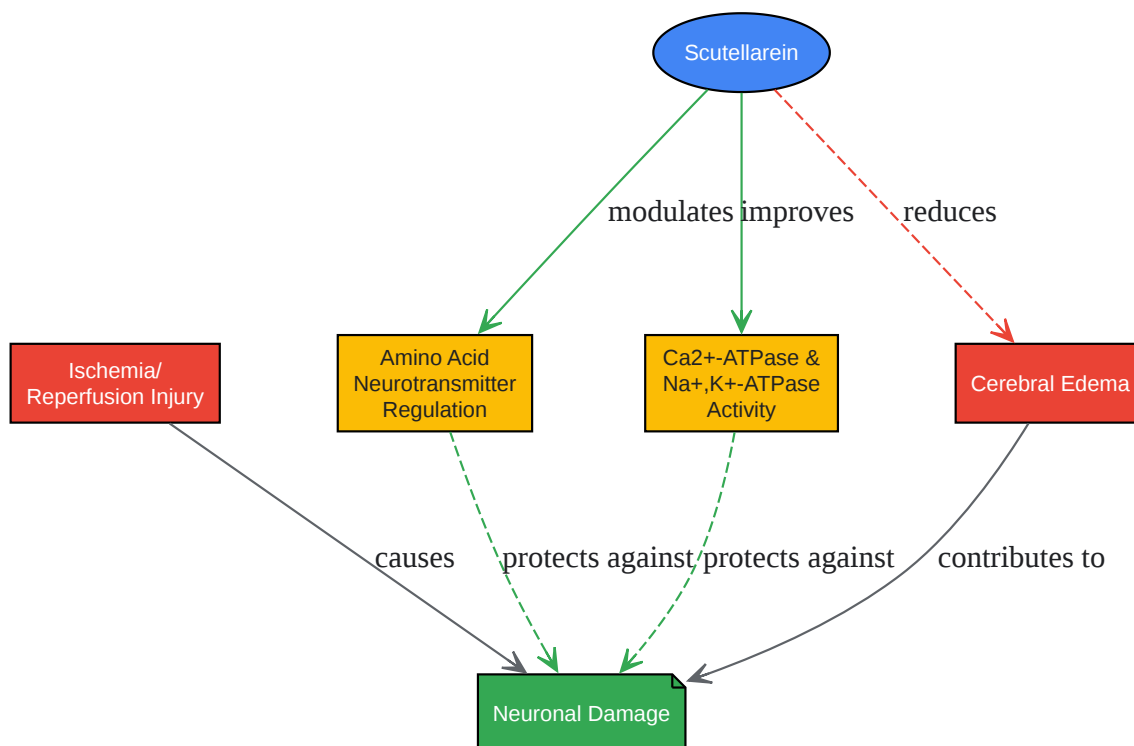 Scutellarein
modulates improves reduces
Ischemia/
Reperfusion Injury
Amino Acid
Neurotransmitter
Regulation
Ca2+-ATPase &
Na+,K+-ATPase
Activity
Cerebral Edema
causes
protects against
protects against
contributes to
Neuronal Damage